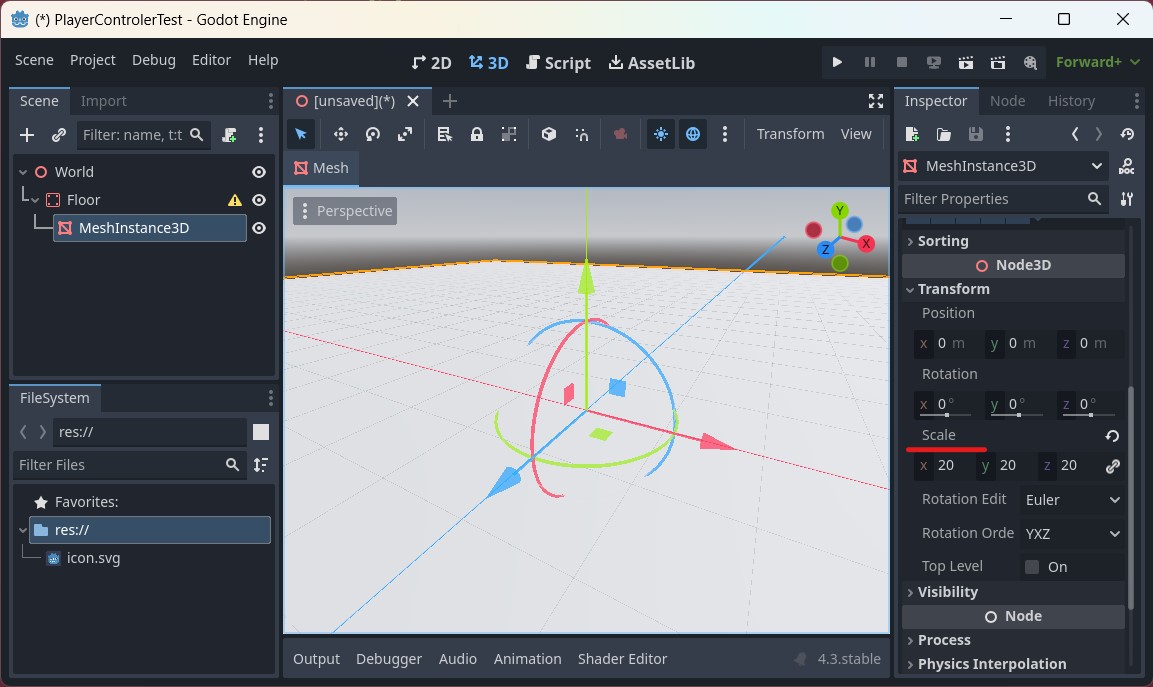 (*) PlayerControlerTest - Godot Engine
Scene Project Debug Editor Help
2D 3D Script AssetLib
Forward+
Scene Import
Filter: name, t:t
World
Floor
MeshInstance3D
FileSystem
res://
Filter Files
Favorites:
res://
icon.svg
[unsaved](*)
Transform View
Mesh
Perspective
Y
X
Z
Output Debugger Audio Animation Shader Editor 4.3.stable
Inspector Node History
MeshInstance3D
DOC
Filter Properties
Sorting
Node3D
Transform
Position
x 0 m y 0 m z 0 m
Rotation
x 0 ° y 0 ° z 0 °
Scale
x 20 y 20 z 20
Rotation Edit Euler
Rotation Orde YXZ
Top Level On
Visibility
Node
Process
Physics Interpolation